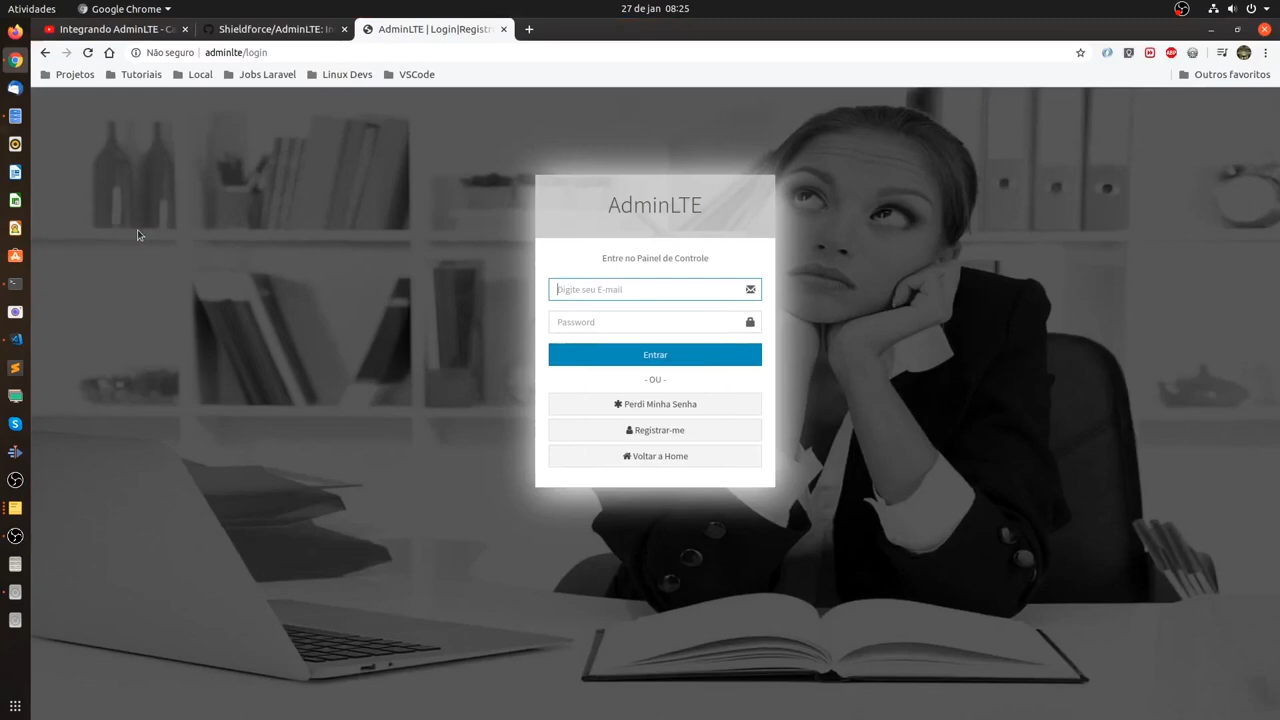 Atividades
Google Chrome
27 de jan 08:25
Integrando AdminLTE - Ca
Shieldforce/AdminLTE: In
AdminLTE | Login|Registr
Não seguro
adminlte/login
Projetos
Tutoriais
Local
Jobs Laravel
Linux Devs
VSCode
Outros favoritos
AdminLTE
Entre no Painel de Controle
Digite seu E-mail
Password
Entrar
- OU -
Perdi Minha Senha
Registrar-me
Voltar a Home